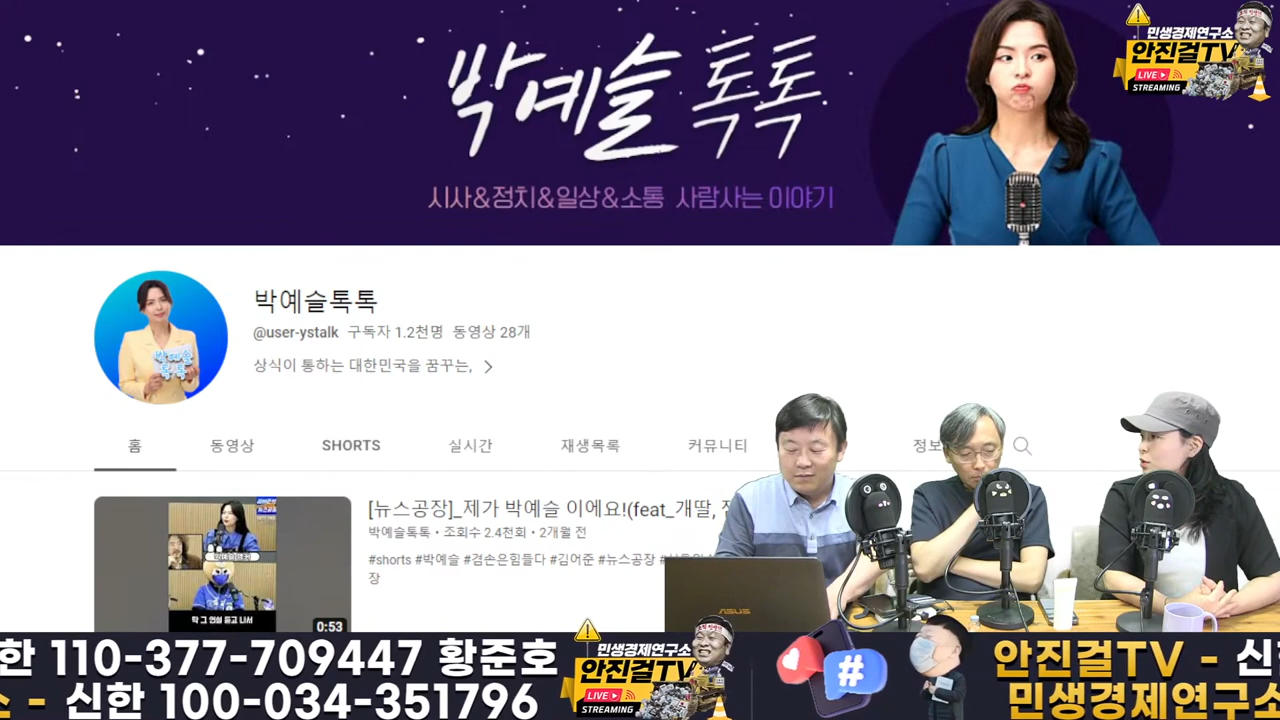 박예슬톡톡
시사&정치&일상&소통 사람사는 이야기
민생경제연구소
안진걸TV
LIVE
STREAMING
박예슬톡톡
@user-ystalk 구독자 1.2천명 동영상 28개
상식이 통하는 대한민국을 꿈꾸는,
홈 동영상 SHORTS 실시간 재생목록 커뮤니티 정보
[뉴스공장]_제가 박예슬 이에요!(feat_개딸,
박예슬톡톡 • 조회수 2.4천회 • 2개월 전
#shorts #박예슬 #겸손은힘들다 #김어준 #뉴스공장
장
박예슬
톡톡
딱 그 연설 듣고 나서
0:53
ASUS
한 110-377-709447 황준호
- 신한 100-034-351796
민생경제연구소
안진걸TV
LIVE
STREAMING
#
안진걸TV - 신
민생경제연구소